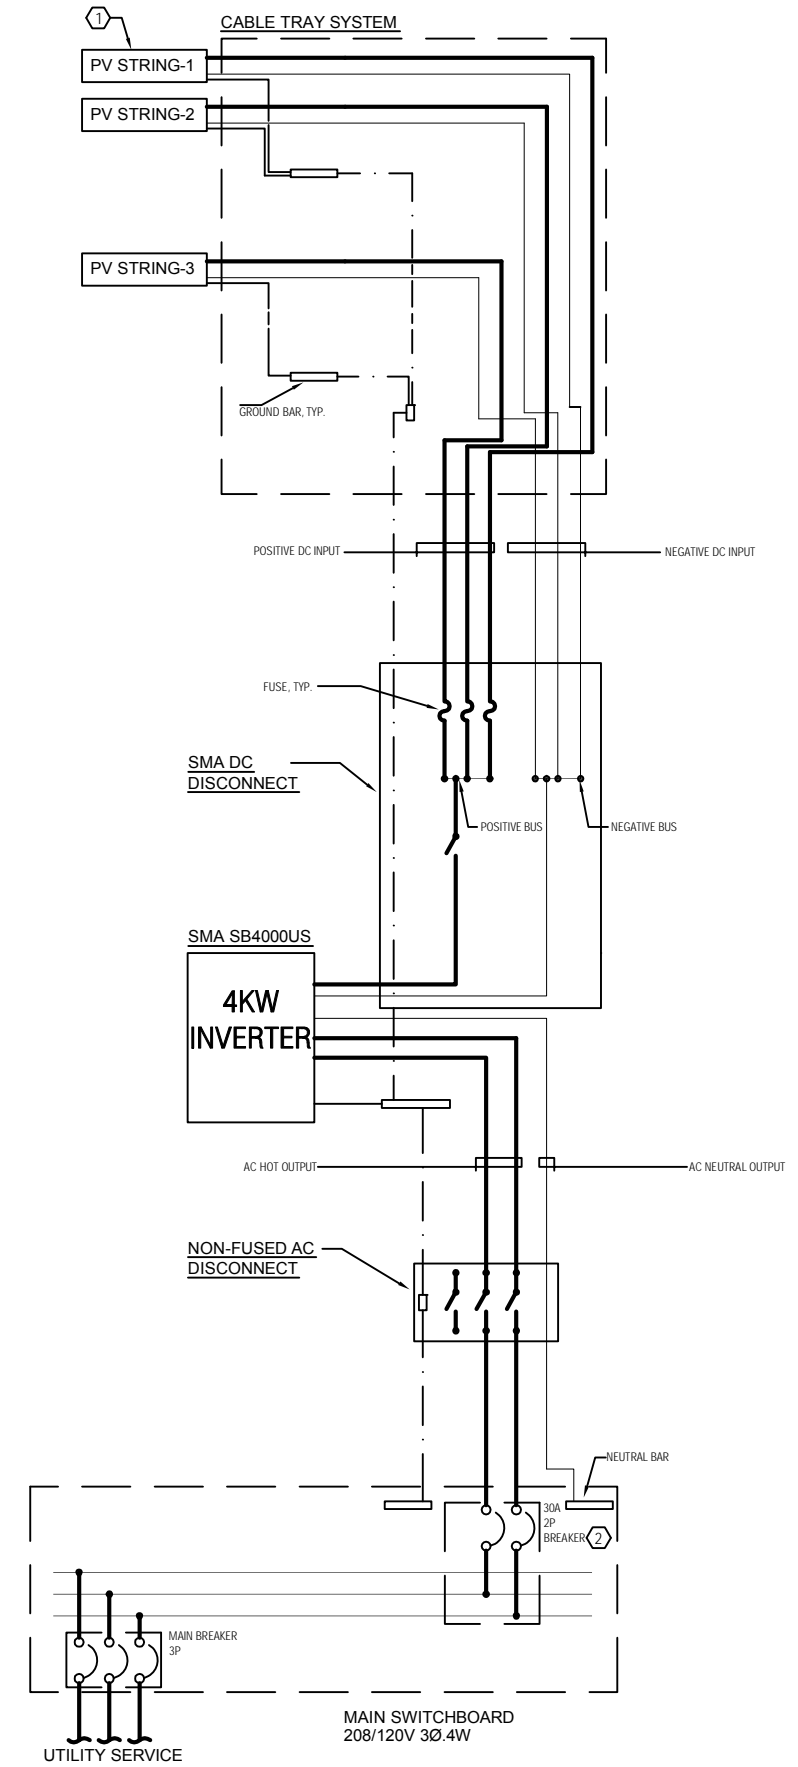 1
CABLE TRAY SYSTEM
PV STRING-1
PV STRING-2
PV STRING-3
GROUND BAR, TYP.
POSITIVE DC INPUT
NEGATIVE DC INPUT
FUSE, TYP.
SMA DC
DISCONNECT
POSITIVE BUS
NEGATIVE BUS
SMA SB4000US
4KW
INVERTER
AC HOT OUTPUT
AC NEUTRAL OUTPUT
NON-FUSED AC
DISCONNECT
NEUTRAL BAR
30A
2P
BREAKER
2
MAIN BREAKER
3P
MAIN SWITCHBOARD
208/120V 3Ø.4W
UTILITY SERVICE